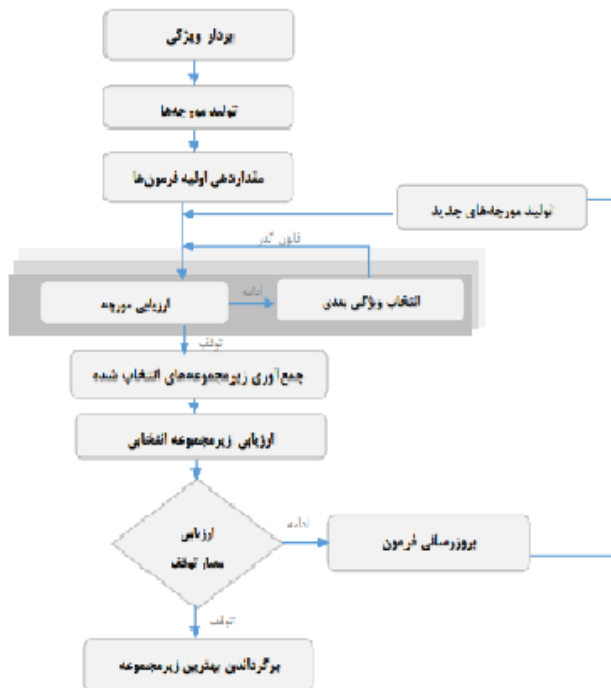 بردار ویژگی
تولید مورچه‌ها
مقداردهی اولیه فرمون‌ها
تولید مورچه‌های جدید
قانون گذر
ارزیابی مورچه
ادامه
انتخاب ویژگی بعدی
توقف
جمع‌آوری زیرمجموعه‌های انتخاب شده
ارزیابی زیرمجموعه انتخابی
ارزیابی
معیار توقف
ادامه
بروزرسانی فرمون
توقف
برگرداندن بهترین زیرمجموعه